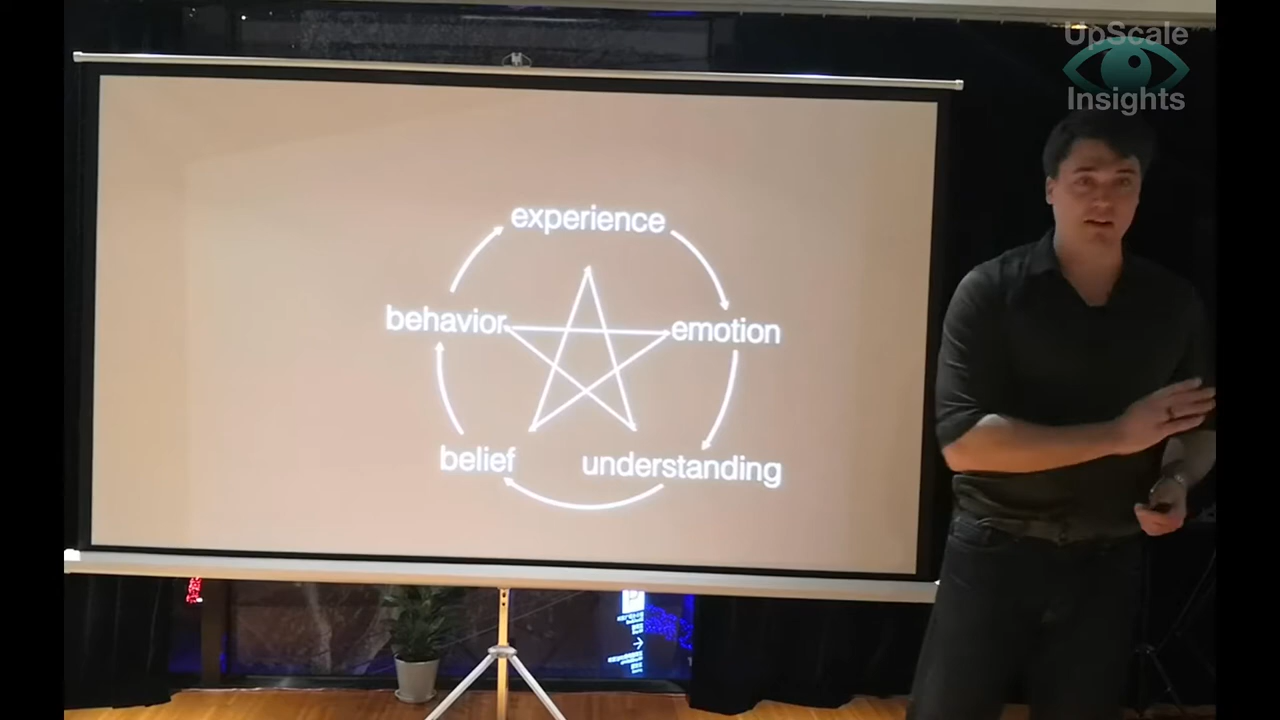 UpScale
Insights
experience
behavior
emotion
belief
understanding